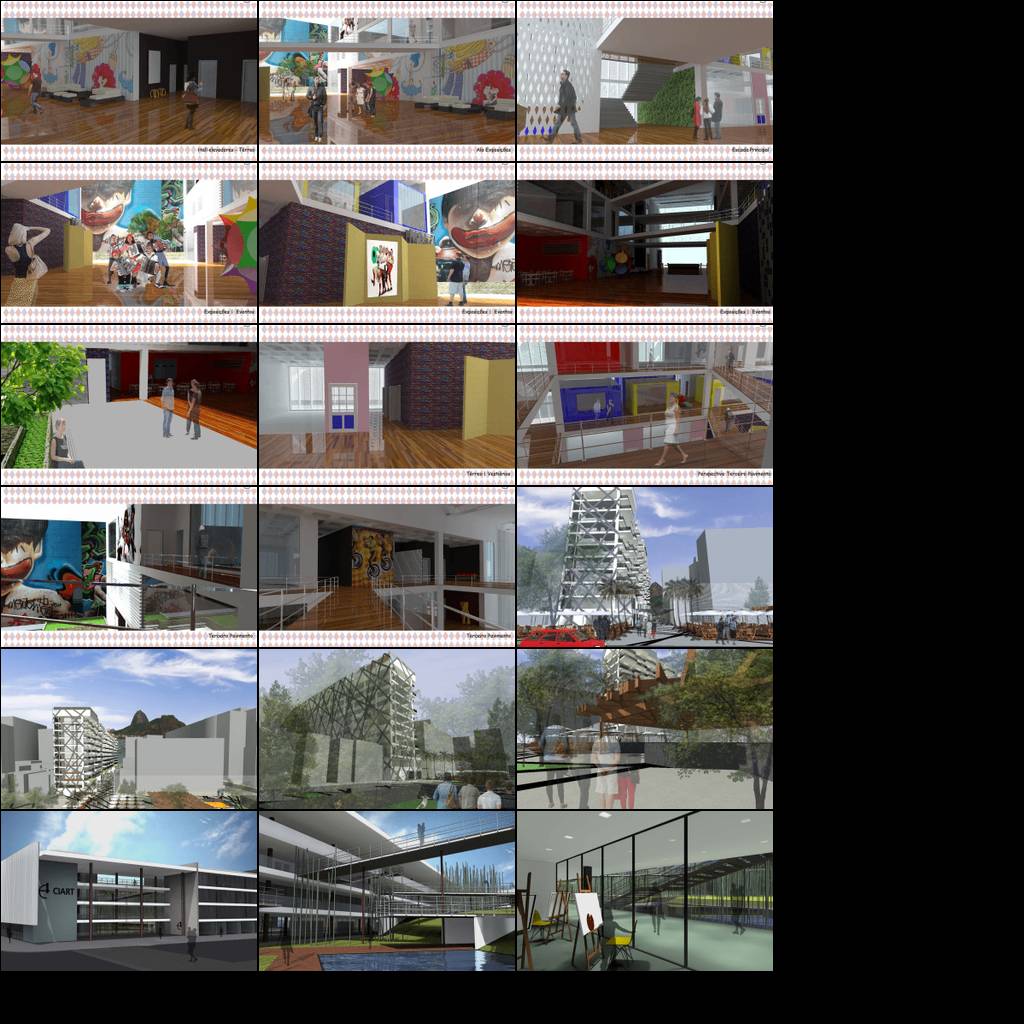 Hall elevadores - Térreo
Ala Exposições
Escada Principal
Exposições | Eventos
Exposições | Eventos
Exposições | Eventos
Térreo | Vestiários
Perspectiva Terceiro Pavimento
Terceiro Pavimento
Terceiro Pavimento
CIART